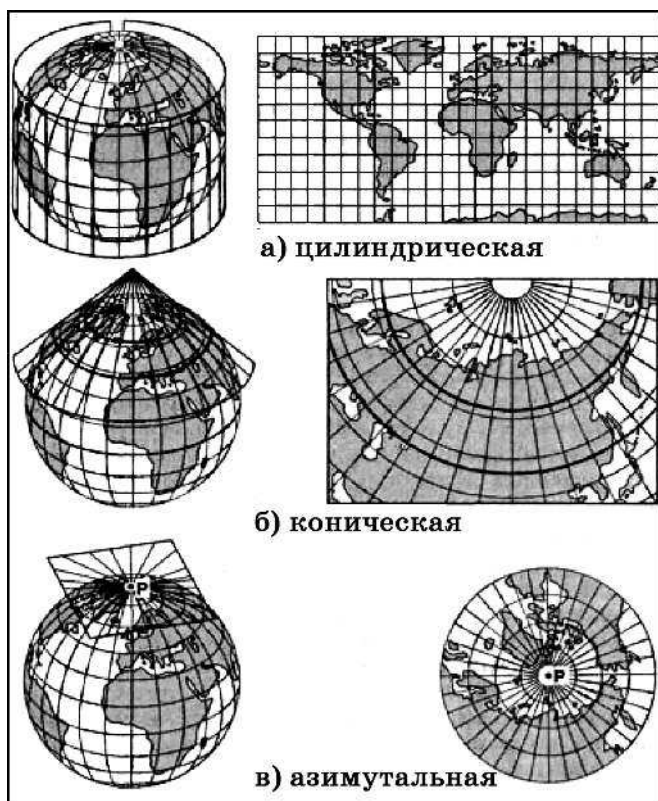 а) цилиндрическая
б) коническая
Р
Р
в) азимутальная